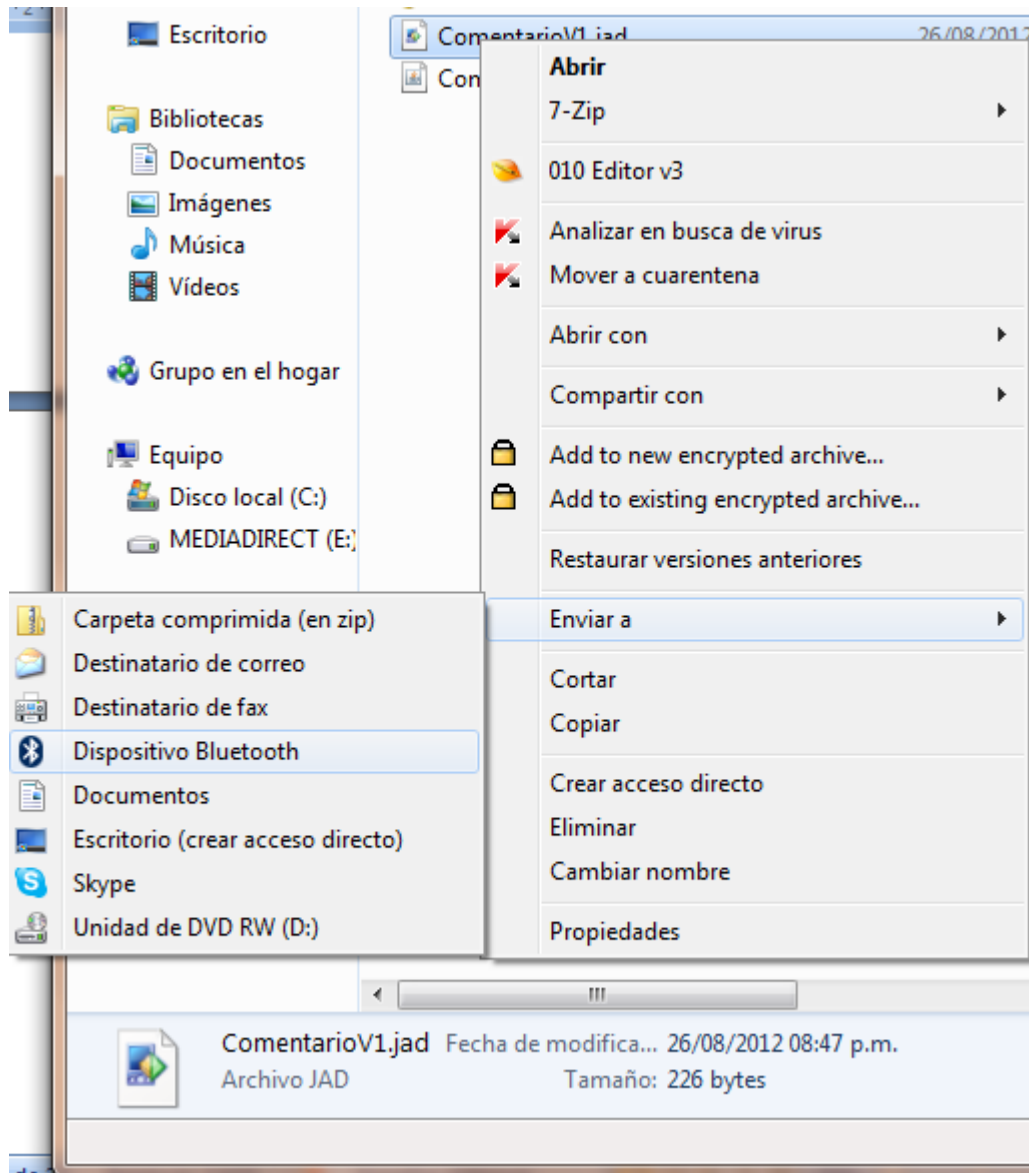 Escritorio
Bibliotecas
Documentos
Imágenes
Música
Vídeos
Grupo en el hogar
Equipo
Disco local (C:)
MEDIADIRECT (E:)
ComentarioV1.jad 26/08/2012
Con
Abrir
7-Zip
010 Editor v3
Analizar en busca de virus
Mover a cuarentena
Abrir con
Compartir con
Add to new encrypted archive...
Add to existing encrypted archive...
Restaurar versiones anteriores
Enviar a
Cortar
Copiar
Crear acceso directo
Eliminar
Cambiar nombre
Propiedades
Carpeta comprimida (en zip)
Destinatario de correo
Destinatario de fax
Dispositivo Bluetooth
Documentos
Escritorio (crear acceso directo)
Skype
Unidad de DVD RW (D:)
ComentarioV1.jad Fecha de modifica... 26/08/2012 08:47 p.m.
Archivo JAD Tamaño: 226 bytes